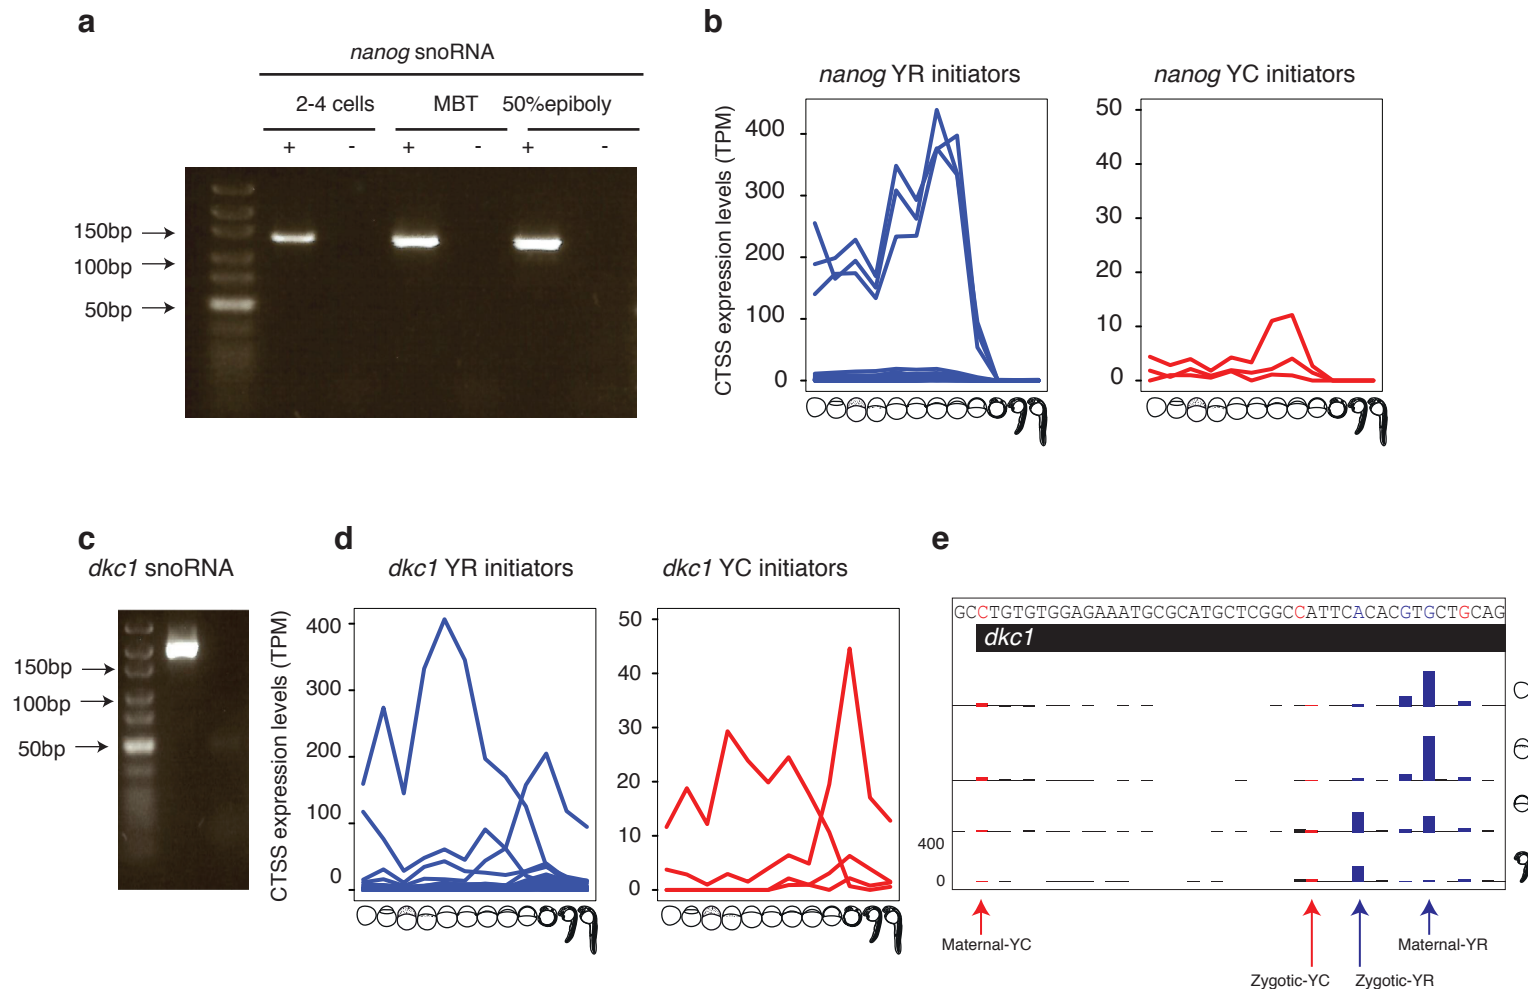 a
nanog snoRNA
2-4 cells MBT 50%epiboly
+ - + - + -
150bp
100bp
50bp
b
nanog YR initiators
nanog YC initiators
CTSS expression levels (TPM)
400
300
200
100
0
50
40
30
20
10
0
c
dkc1 snoRNA
150bp
100bp
50bp
d
dkc1 YR initiators
dkc1 YC initiators
CTSS expression levels (TPM)
400
300
200
100
0
50
40
30
20
10
0
e
GCCTGTGTGGAGAAATGCGCATGCTCGGCCATTCACACGTGCTGCAG
dkc1
400
0
Maternal-YC
Maternal-YR
Zygotic-YC Zygotic-YR